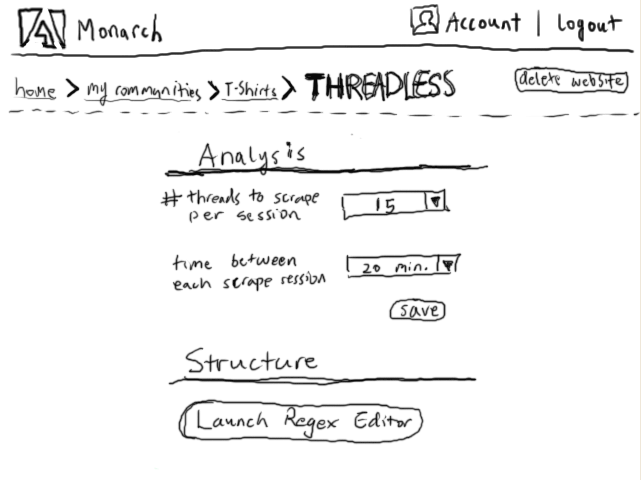 Monarch
Account | Logout
home > my communities > T-Shirts > THREADLESS
delete website
Analysis
# threads to scrape
per session
15
time between
each scrape session
20 min.
save
Structure
Launch Regex Editor